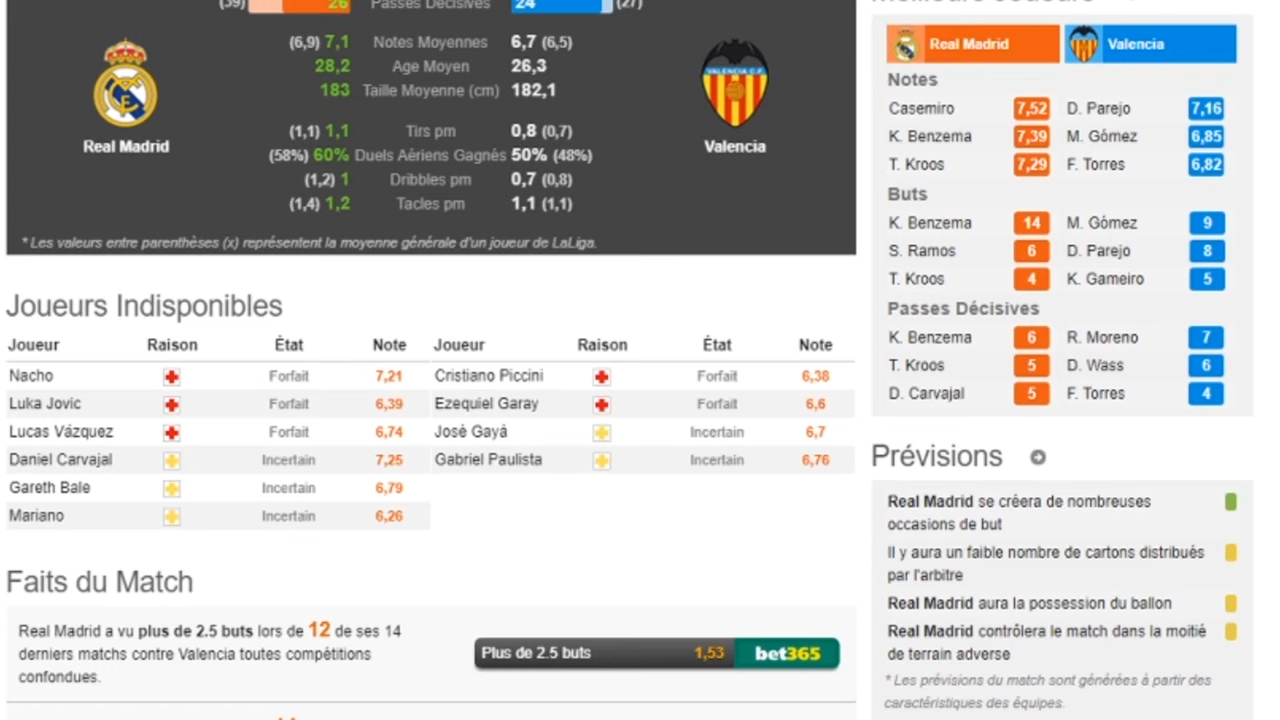 (39) 26 Passes Décisives 24 (27)
(6,9) 7,1 Notes Moyennes 6,7 (6,5)
28,2 Age Moyen 26,3
183 Taille Moyenne (cm) 182,1
VALENCIA C.F
Real Madrid
Valencia
(1,1) 1,1 Tirs pm 0,8 (0,7)
(58%) 60% Duels Aériens Gagnés 50% (48%)
(1,2) 1 Dribbles pm 0,7 (0,8)
(1,4) 1,2 Tacles pm 1,1 (1,1)
* Les valeurs entre parenthèses (x) représentent la moyenne générale d'un joueur de LaLiga.
Joueurs Indisponibles
Joueur Raison État Note Joueur Raison État Note
Nacho Forfait 7,21 Cristiano Piccini Forfait 6,38
Luka Jovic Forfait 6,39 Ezequiel Garay Forfait 6,6
Lucas Vázquez Forfait 6,74 José Gayá Incertain 6,7
Daniel Carvajal Incertain 7,25 Gabriel Paulista Incertain 6,76
Gareth Bale Incertain 6,79
Mariano Incertain 6,26
Faits du Match
Real Madrid a vu plus de 2.5 buts lors de 12 de ses 14
derniers matchs contre Valencia toutes compétitions
confondues.
Plus de 2.5 buts 1,53 bet365
Meilleurs Joueurs
Real Madrid Valencia
Notes
Casemiro 7,52 D. Parejo 7,16
K. Benzema 7,39 M. Gómez 6,85
T. Kroos 7,29 F. Torres 6,82
Buts
K. Benzema 14 M. Gómez 9
S. Ramos 6 D. Parejo 8
T. Kroos 4 K. Gameiro 5
Passes Décisives
K. Benzema 6 R. Moreno 7
T. Kroos 5 D. Wass 6
D. Carvajal 5 F. Torres 4
Prévisions
Real Madrid se créera de nombreuses
occasions de but
Il y aura un faible nombre de cartons distribués
par l'arbitre
Real Madrid aura la possession du ballon
Real Madrid contrôlera le match dans la moitié
de terrain adverse
* Les prévisions du match sont générées à partir des
caractéristiques des équipes.